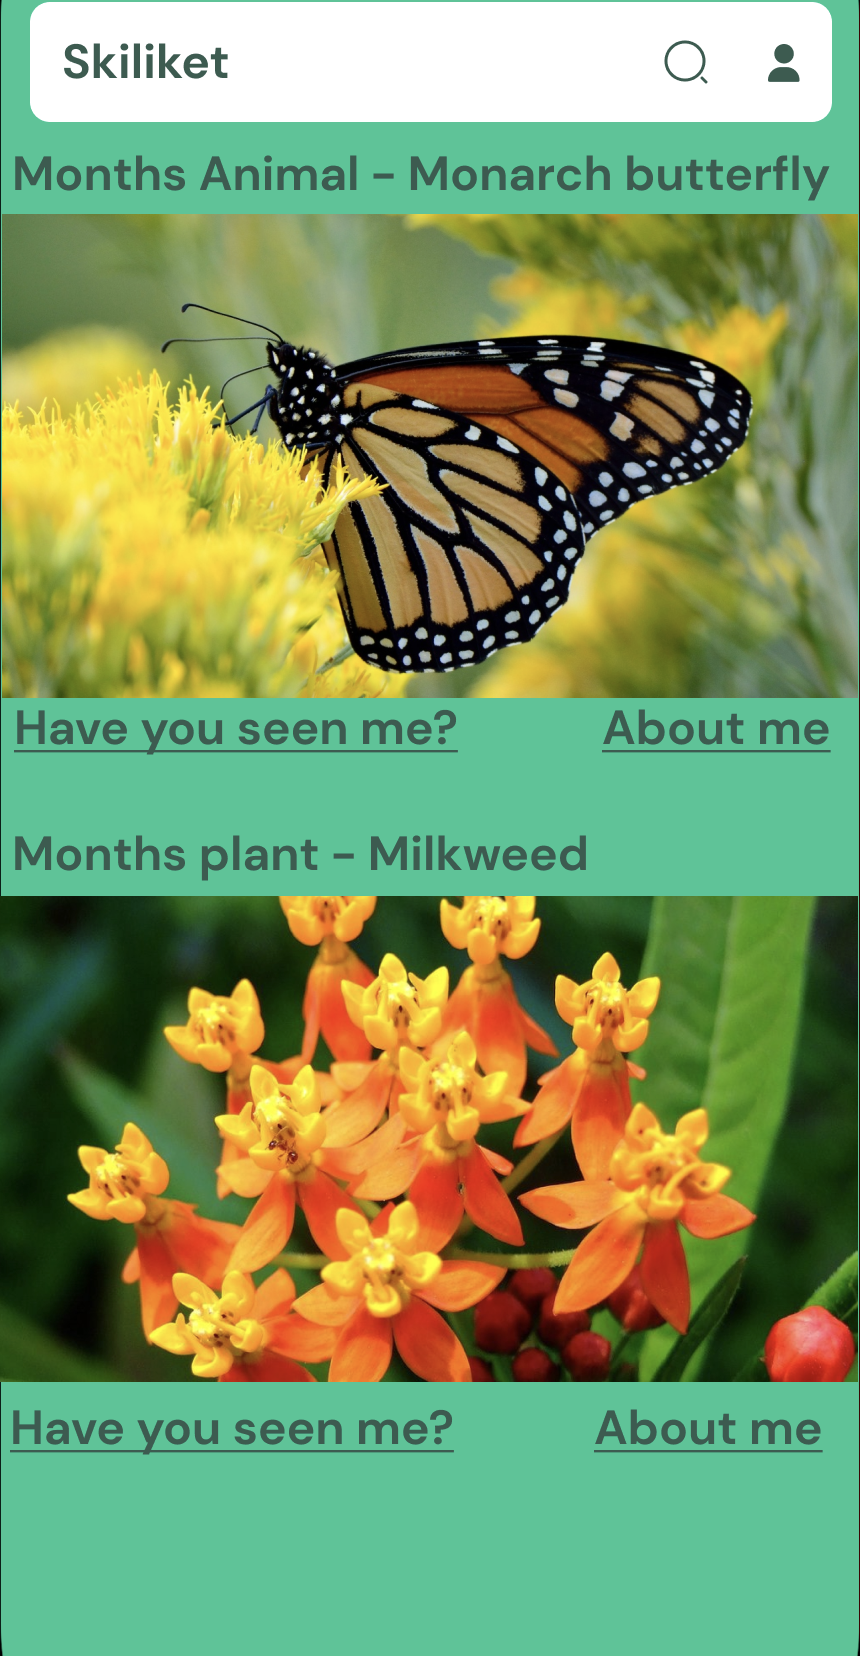 Skiliket
Months Animal - Monarch butterfly
Have you seen me? About me
Months plant - Milkweed
Have you seen me? About me